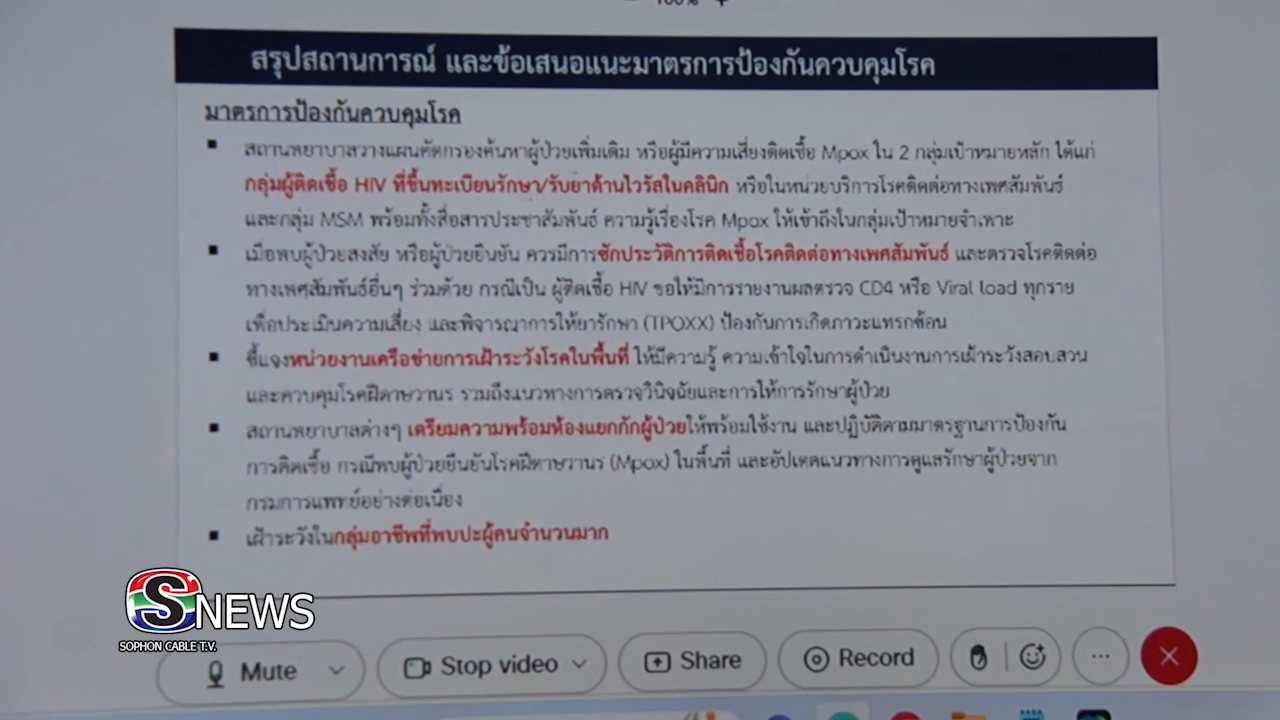 100% +
สรุปสถานการณ์ และข้อเสนอแนะมาตรการป้องกันควบคุมโรค
มาตรการป้องกันควบคุมโรค
▪ สถานพยาบาลวางแผนคัดกรองค้นหาผู้ป่วยเพิ่มเติม หรือผู้มีความเสี่ยงติดเชื้อ Mpox ใน 2 กลุ่มเป้าหมายหลัก ได้แก่
กลุ่มผู้ติดเชื้อ HIV ที่ขึ้นทะเบียนรักษา/รับยาต้านไวรัสในคลินิก หรือในหน่วยบริการโรคติดต่อทางเพศสัมพันธ์
และกลุ่ม MSM พร้อมทั้งสื่อสารประชาสัมพันธ์ ความรู้เรื่องโรค Mpox ให้เข้าถึงในกลุ่มเป้าหมายจำเพาะ
▪ เมื่อพบผู้ป่วยสงสัย หรือผู้ป่วยยืนยัน ควรมีการซักประวัติการติดเชื้อโรคติดต่อทางเพศสัมพันธ์ และตรวจโรคติดต่อ
ทางเพศสัมพันธ์อื่นๆ ร่วมด้วย กรณีเป็น ผู้ติดเชื้อ HIV ขอให้มีการรายงานผลตรวจ CD4 หรือ Viral load ทุกราย
เพื่อประเมินความเสี่ยง และพิจารณาการให้ยารักษา (TPOXX) ป้องกันการเกิดภาวะแทรกซ้อน
▪ ชี้แจงหน่วยงานเครือข่ายการเฝ้าระวังโรคในพื้นที่ ให้มีความรู้ ความเข้าใจในการดำเนินงานการเฝ้าระวังสอบสวน
และควบคุมโรคฝีดาษวานร รวมถึงแนวทางการตรวจวินิจฉัยและการให้การรักษาผู้ป่วย
▪ สถานพยาบาลต่างๆ เตรียมความพร้อมห้องแยกกักผู้ป่วยให้พร้อมใช้งาน และปฏิบัติตามมาตรฐานการป้องกัน
การติดเชื้อ กรณีพบผู้ป่วยยืนยันโรคฝีดาษวานร (Mpox) ในพื้นที่ และอัปเดตแนวทางการดูแลรักษาผู้ป่วยจาก
กรมการแพทย์อย่างต่อเนื่อง
▪ เฝ้าระวังในกลุ่มอาชีพที่พบปะผู้คนจำนวนมาก
S NEWS
SOPHON CABLE T.V.
Mute Stop video Share Record